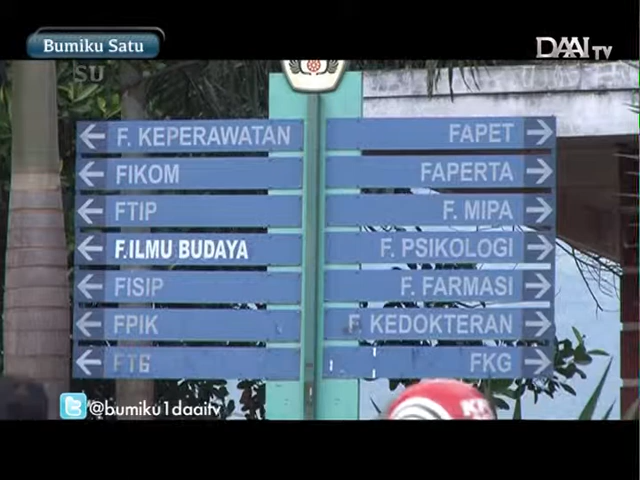 Bumiku Satu
DAAI TV
SU
F. KEPERAWATAN
FIKOM
FTIP
F.ILMU BUDAYA
FISIP
FPIK
FAPET
FAPERTA
F. MIPA
F. PSIKOLOGI
F. FARMASI
F. KEDOKTERAN
FKG
@bumiku1daaitv